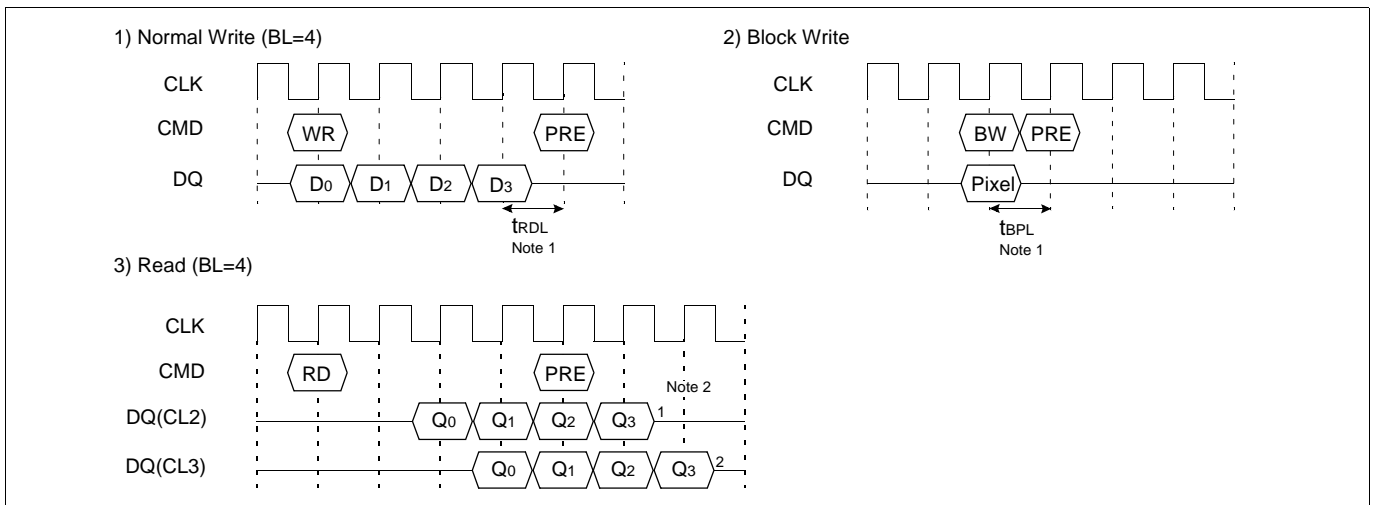 1) Normal Write (BL=4)
CLK
CMD WR PRE
DQ D0 D1 D2 D3
tRDL
Note 1
2) Block Write
CLK
CMD BW PRE
DQ Pixel
tBPL
Note 1
3) Read (BL=4)
CLK
CMD RD PRE
Note 2
DQ(CL2) Q0 Q1 Q2 Q3 1
DQ(CL3) Q0 Q1 Q2 Q3 2